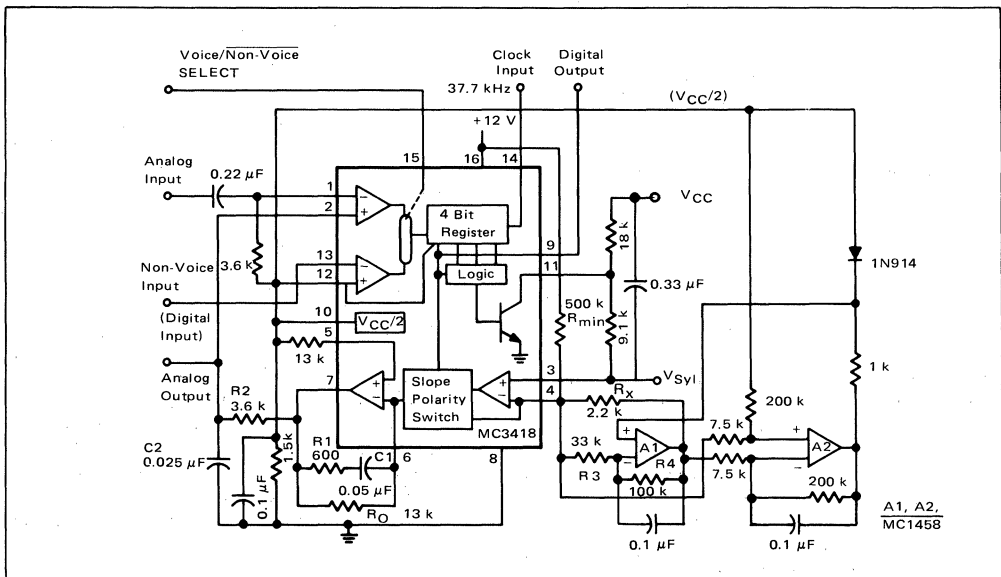 Voice/Non-Voice
SELECT
Clock
Input
37.7 kHz
Digital
Output
(VCC/2)
+12 V
15
16
14
Analog
Input
0.22 µF
1
2
4 Bit
Register
VCC
18 k
9
3.6 k
13
12
Logic
11
Non-Voice
Input
(Digital
Input)
500 k
Rmin
9.1 k
0.33 µF
1N914
10
VCC/2
5
13 k
Analog
Output
7
Slope
Polarity
Switch
3
4
VSyl
RX
2.2 k
1 k
200 k
R2
3.6 k
MC3418
7.5 k
A1
A2
33 k
R3
R4
7.5 k
C2
0.025 µF
0.1 µF
1.5k
R1
600
C1
6
8
0.05 µF
RO
13 k
100 k
200 k
0.1 µF
0.1 µF
A1, A2,
MC1458
+
−
+
−
+
−
+
−
+
−
+
−